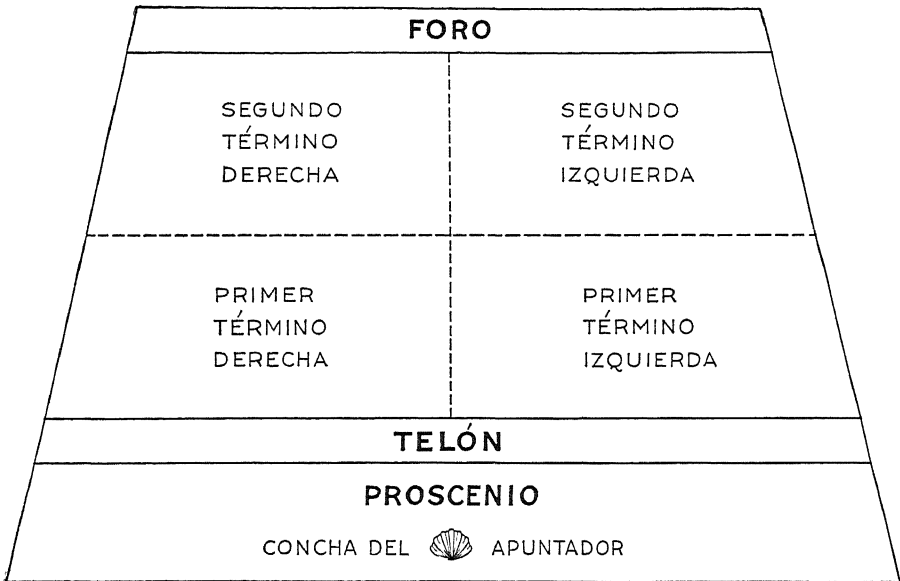 FORO
SEGUNDO
TÉRMINO
DERECHA
SEGUNDO
TÉRMINO
IZQUIERDA
PRIMER
TÉRMINO
DERECHA
PRIMER
TÉRMINO
IZQUIERDA
TELÓN
PROSCENIO
CONCHA DEL APUNTADOR